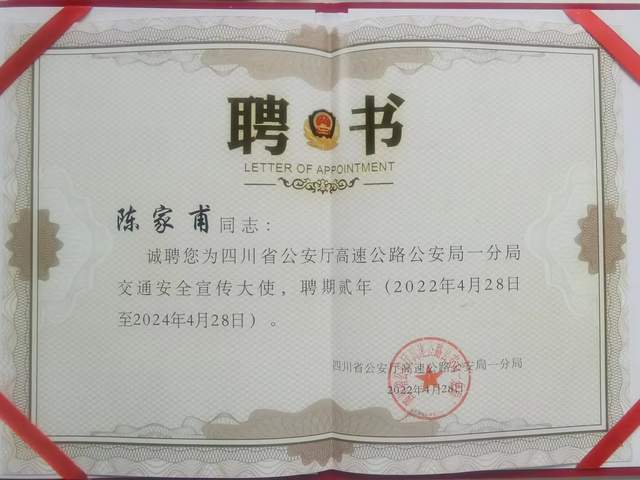 聘书
LETTER OF APPOINTMENT
陈家甫同志：
诚聘您为四川省公安厅高速公路公安局一分局
交通安全宣传大使，聘期贰年（2022年4月28日
至2024年4月28日）。
四川省公安厅高速公路公安局一分局
2022年4月28日